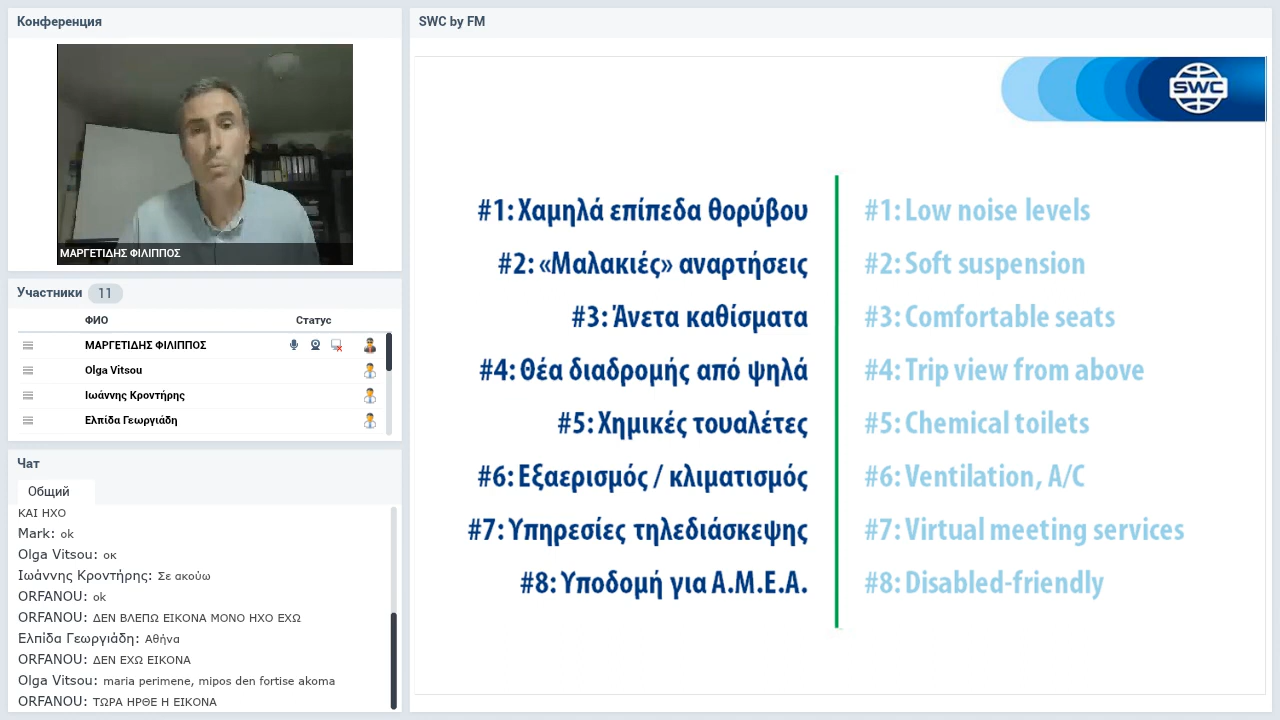 Конференция
ΜΑΡΓΕΤΙΔΗΣ ΦΙΛΙΠΠΟΣ
Участники 11
ФИО Статус
ΜΑΡΓΕΤΙΔΗΣ ΦΙΛΙΠΠΟΣ
Olga Vitsou
Ιωάννης Κροντήρης
Ελπίδα Γεωργιάδη
Чат
Общий
ΚΑΙ ΗΧΟ
Mark: ok
Olga Vitsou: οκ
Ιωάννης Κροντήρης: Σε ακούω
ORFANOU: ok
ORFANOU: ΔΕΝ ΒΛΕΠΩ ΕΙΚΟΝΑ ΜΟΝΟ ΗΧΟ ΕΧΩ
Ελπίδα Γεωργιάδη: Αθήνα
ORFANOU: ΔΕΝ ΕΧΩ ΕΙΚΟΝΑ
Olga Vitsou: maria perimene, mipos den fortise akoma
ORFANOU: ΤΩΡΑ ΗΡΘΕ Η ΕΙΚΟΝΑ
SWC by FM
SWC
#1: Χαμηλά επίπεδα θορύβου
#2: «Μαλακιές» αναρτήσεις
#3: Άνετα καθίσματα
#4: Θέα διαδρομής από ψηλά
#5: Χημικές τουαλέτες
#6: Εξαερισμός / κλιματισμός
#7: Υπηρεσίες τηλεδιάσκεψης
#8: Υποδομή για Α.Μ.Ε.Α.
#1: Low noise levels
#2: Soft suspension
#3: Comfortable seats
#4: Trip view from above
#5: Chemical toilets
#6: Ventilation, A/C
#7: Virtual meeting services
#8: Disabled-friendly